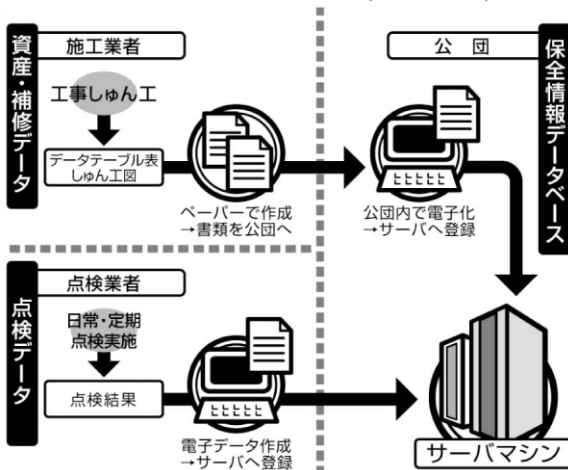 資産・補修データ
施工業者
工事しゅん工
データテーブル表
しゅん工図
ペーパーで作成
→書類を公団へ
公団
公団内で電子化
→サーバへ登録
保全情報データベース
点検データ
点検業者
日常・定期
点検実施
点検結果
電子データ作成
→サーバへ登録
サーバマシン